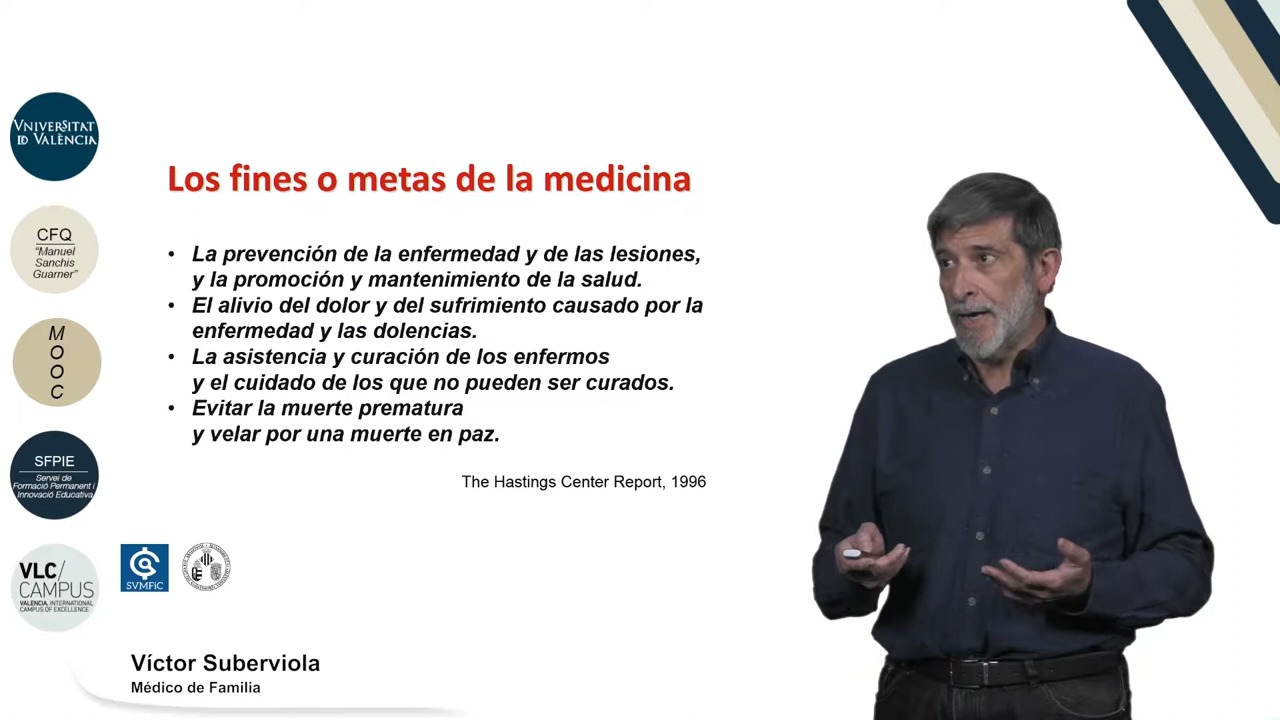 VNIVERSITAT
ID VALÈNCIA
CFQ
“Manuel
Sanchis
Guarner”
M
O
O
C
SFPIE
Servei de
Formació Permanent i
Innovació Educativa
VLC/
CAMPUS
VALENCIA, INTERNATIONAL
CAMPUS OF EXCELLENCE
Los fines o metas de la medicina
• La prevención de la enfermedad y de las lesiones,
y la promoción y mantenimiento de la salud.
• El alivio del dolor y del sufrimiento causado por la
enfermedad y las dolencias.
• La asistencia y curación de los enfermos
y el cuidado de los que no pueden ser curados.
• Evitar la muerte prematura
y velar por una muerte en paz.
The Hastings Center Report, 1996
SVMFiC
Víctor Suberviola
Médico de Familia